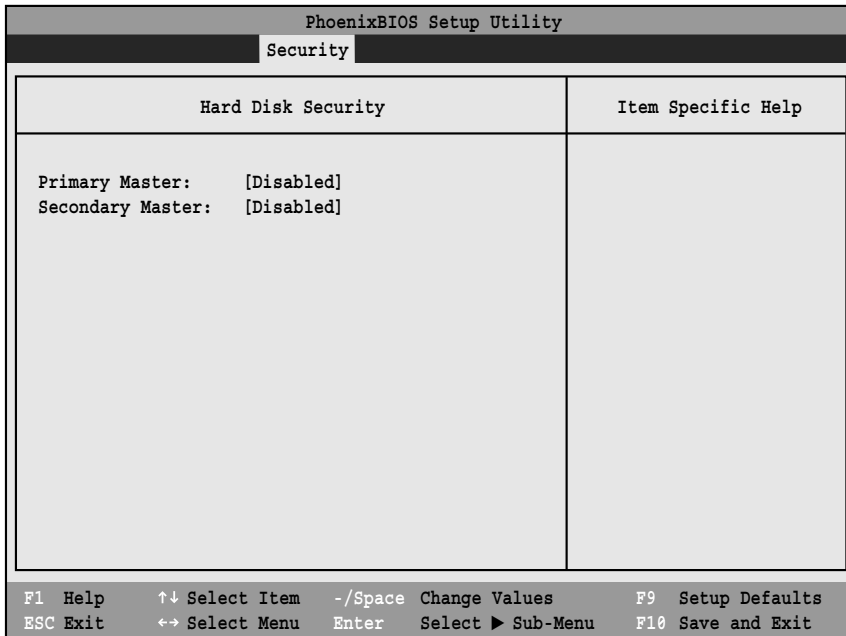 PhoenixBIOS Setup Utility
Security
Hard Disk Security
Item Specific Help
Primary Master: [Disabled]
Secondary Master: [Disabled]
F1 Help ↑↓ Select Item -/Space Change Values F9 Setup Defaults
ESC Exit ←→ Select Menu Enter Select ▶ Sub-Menu F10 Save and Exit